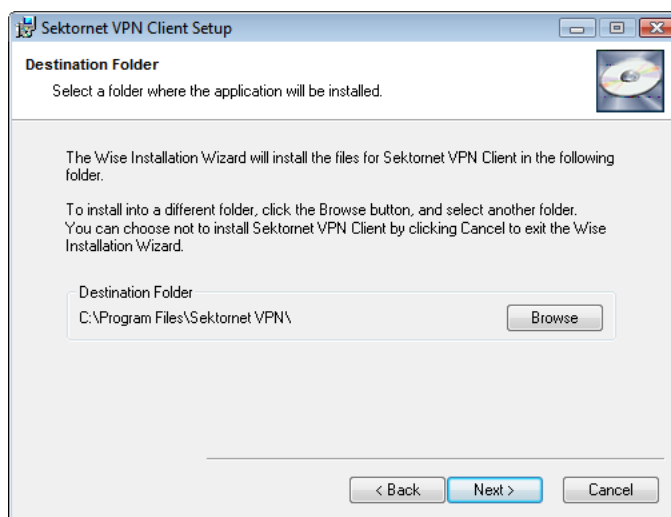 Sektornet VPN Client Setup
Destination Folder
Select a folder where the application will be installed.
The Wise Installation Wizard will install the files for Sektornet VPN Client in the following
folder.
To install into a different folder, click the Browse button, and select another folder.
You can choose not to install Sektornet VPN Client by clicking Cancel to exit the Wise
Installation Wizard.
Destination Folder
C:\Program Files\Sektornet VPN\
Browse
< Back
Next >
Cancel